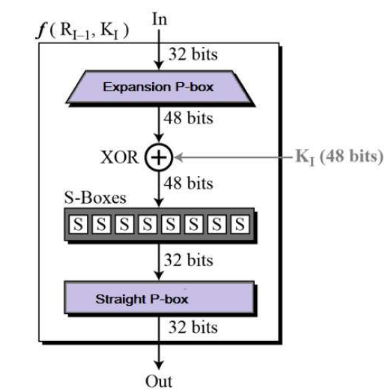 In
f ( R_I–1, K_I )
32 bits
Expansion P-box
48 bits
XOR + K_I (48 bits)
48 bits
S-Boxes
S S S S S S S S
32 bits
Straight P-box
32 bits
Out